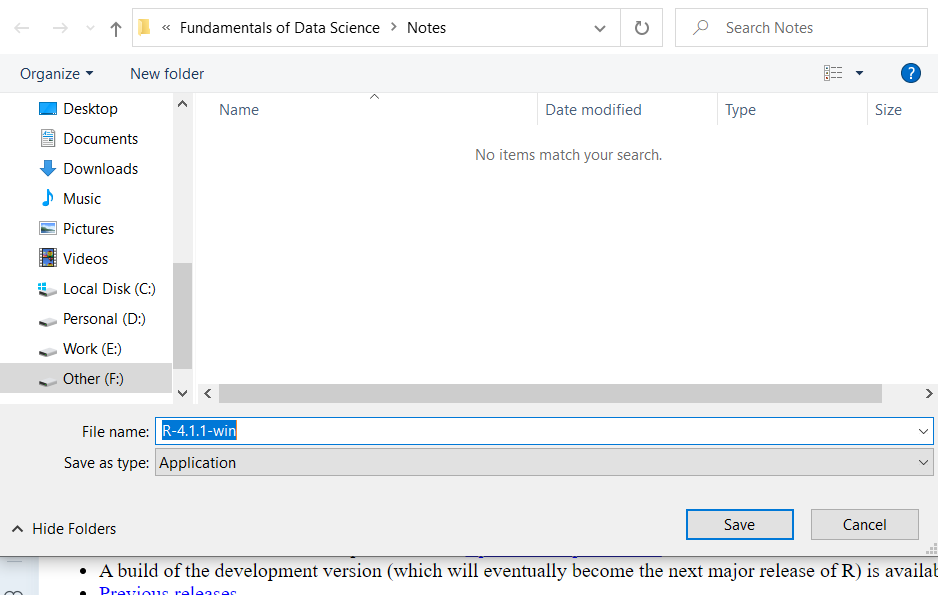 « Fundamentals of Data Science > Notes
Search Notes
Organize New folder
?
Name Date modified Type Size
No items match your search.
Desktop
Documents
Downloads
Music
Pictures
Videos
Local Disk (C:)
Personal (D:)
Work (E:)
Other (F:)
File name: R-4.1.1-win
Save as type: Application
Hide Folders Save Cancel
• A build of the development version (which will eventually become the next major release of R) is
• Previous releases